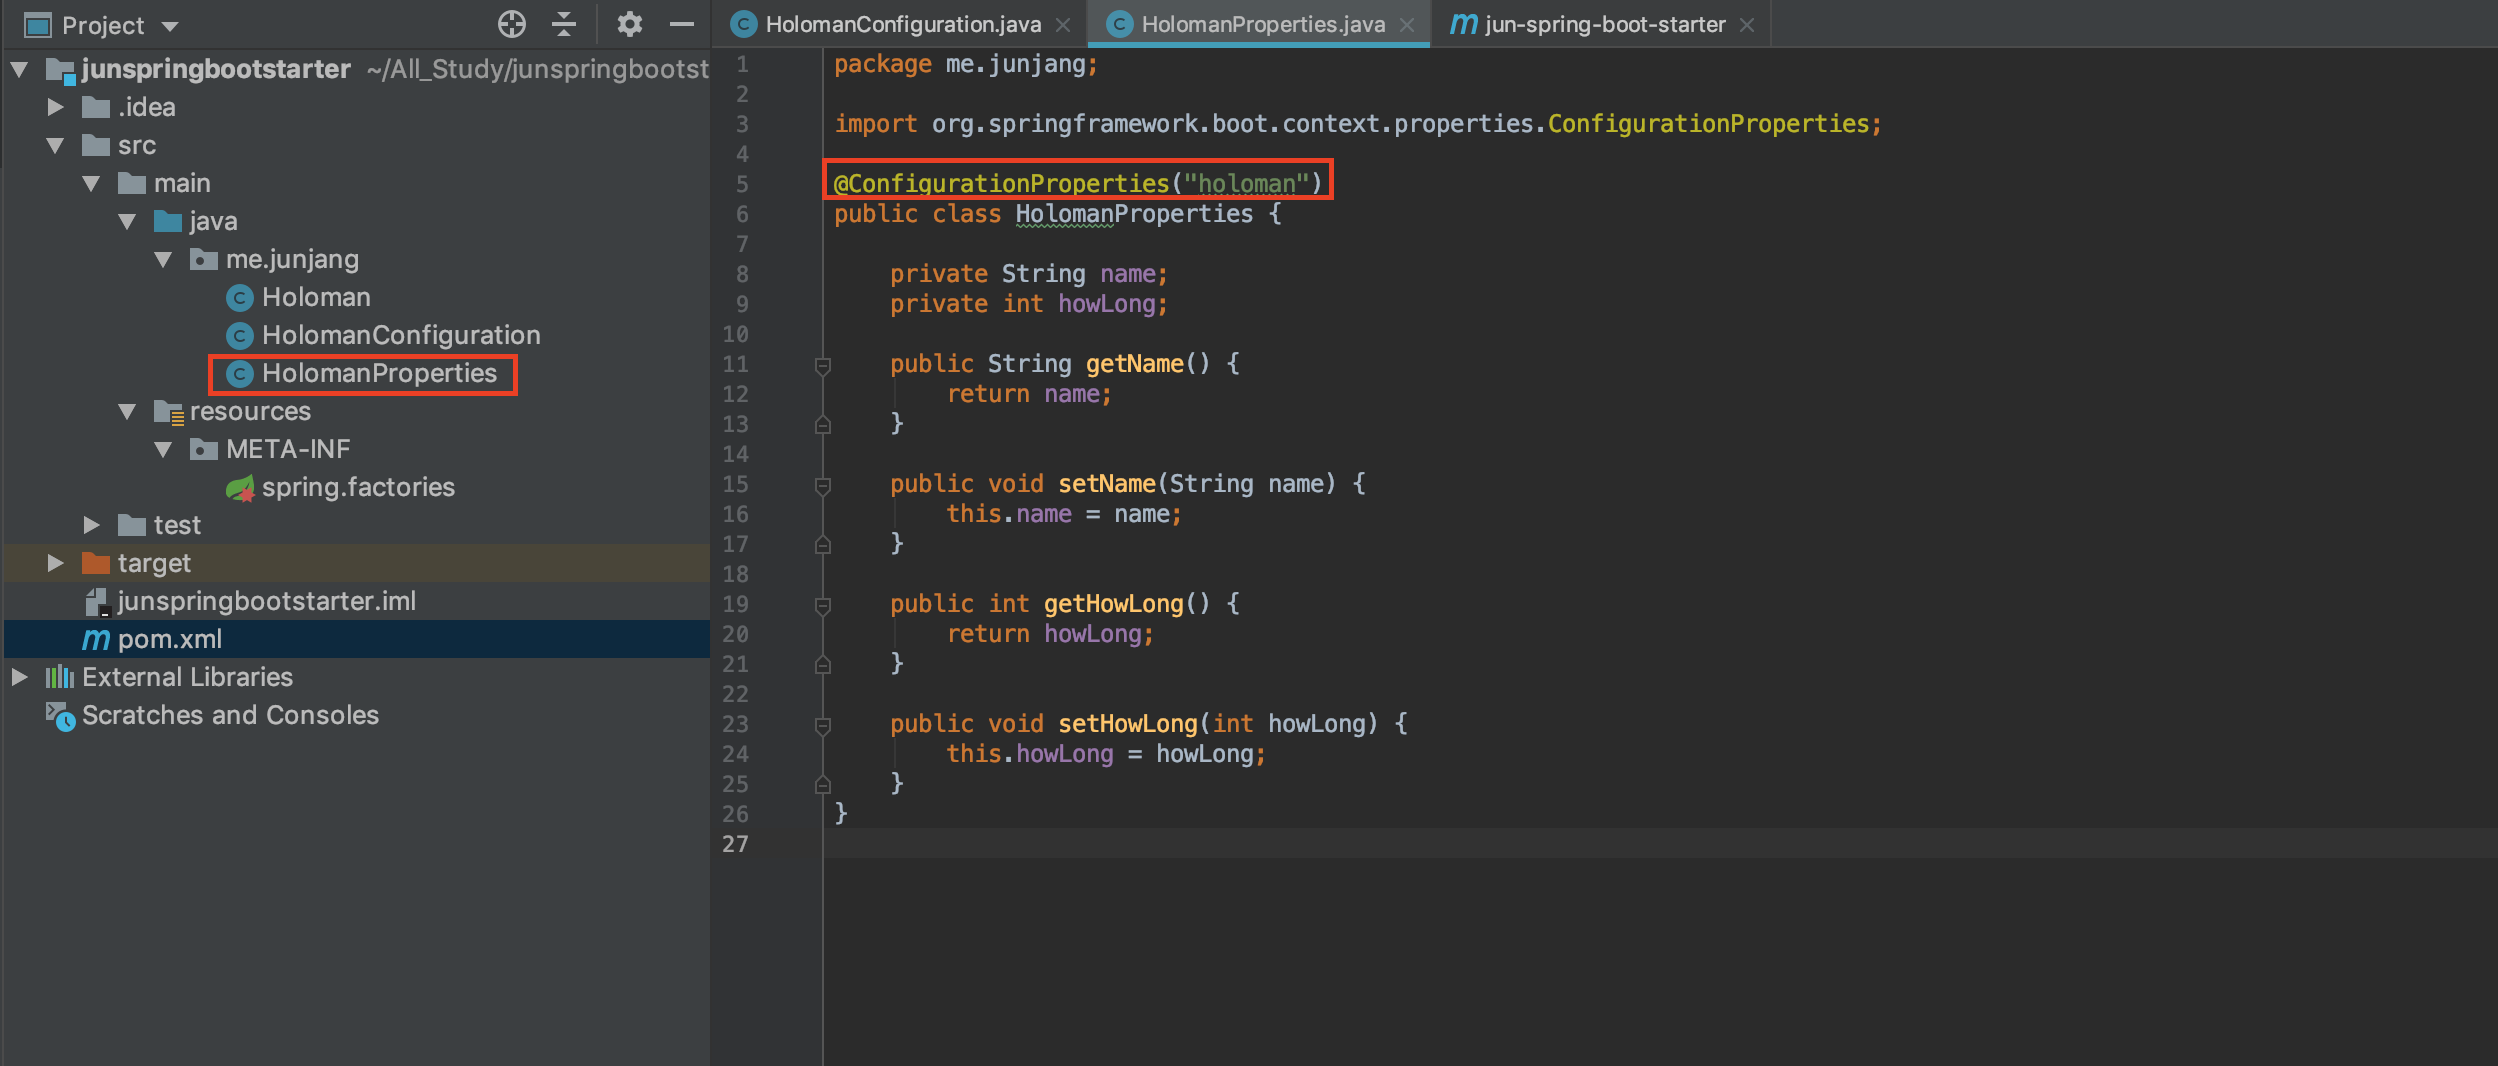 Project
junspringbootstarter ~/All_Study/junspringbootst
.idea
src
main
java
me.junjang
Holoman
HolomanConfiguration
HolomanProperties
resources
META-INF
spring.factories
test
target
junspringbootstarter.iml
pom.xml
External Libraries
Scratches and Consoles
HolomanConfiguration.java HolomanProperties.java jun-spring-boot-starter
1 package me.junjang;
2
3 import org.springframework.boot.context.properties.ConfigurationProperties;
4
5 @ConfigurationProperties("holoman")
6 public class HolomanProperties {
7
8 private String name;
9 private int howLong;
10
11 public String getName() {
12 return name;
13 }
14
15 public void setName(String name) {
16 this.name = name;
17 }
18
19 public int getHowLong() {
20 return howLong;
21 }
22
23 public void setHowLong(int howLong) {
24 this.howLong = howLong;
25 }
26 }
27